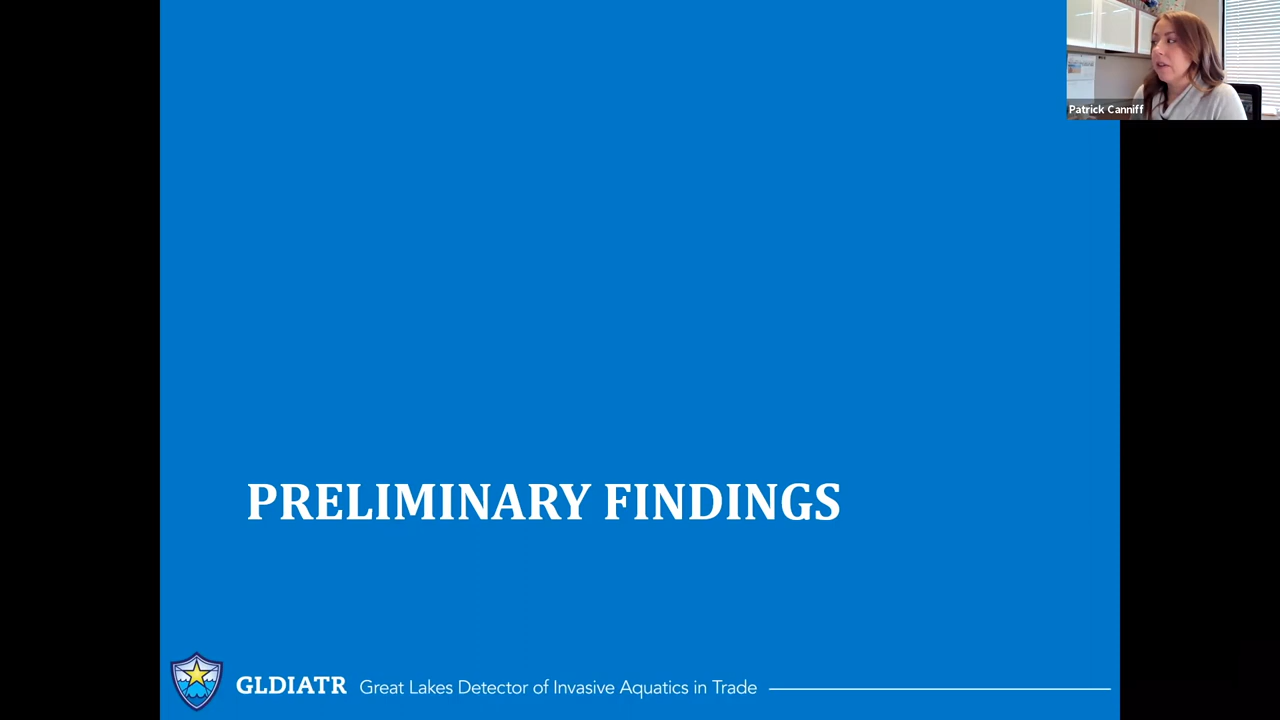 Patrick Canniff
PRELIMINARY FINDINGS
GLDIATR Great Lakes Detector of Invasive Aquatics in Trade